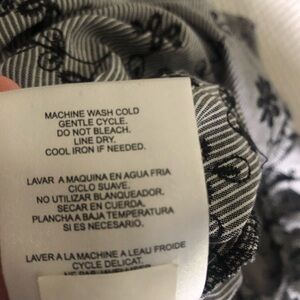 MACHINE WASH COLD
GENTLE CYCLE.
DO NOT BLEACH.
LINE DRY.
COOL IRON IF NEEDED.
LAVAR A MAQUINA EN AGUA FRIA
CICLO SUAVE.
NO UTILIZAR BLANQUEADOR.
SECAR EN CUERDA.
PLANCHA A BAJA TEMPERATURA
SI ES NECESARIO.
LAVER A LA MACHINE A LEAU FROIDE
CYCLE DELICAT.
NE PAS